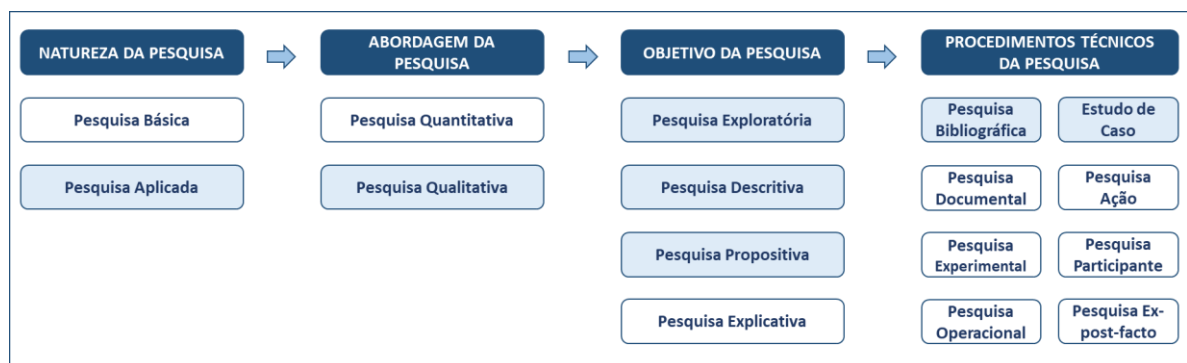 NATUREZA DA PESQUISA
ABORDAGEM DA
PESQUISA
OBJETIVO DA PESQUISA
PROCEDIMENTOS TÉCNICOS
DA PESQUISA
Pesquisa Básica
Pesquisa Quantitativa
Pesquisa Exploratória
Pesquisa
Bibliográfica
Estudo de
Caso
Pesquisa Aplicada
Pesquisa Qualitativa
Pesquisa Descritiva
Pesquisa
Documental
Pesquisa
Ação
Pesquisa Propositiva
Pesquisa
Experimental
Pesquisa
Participante
Pesquisa Explicativa
Pesquisa
Operacional
Pesquisa Ex-
post-facto